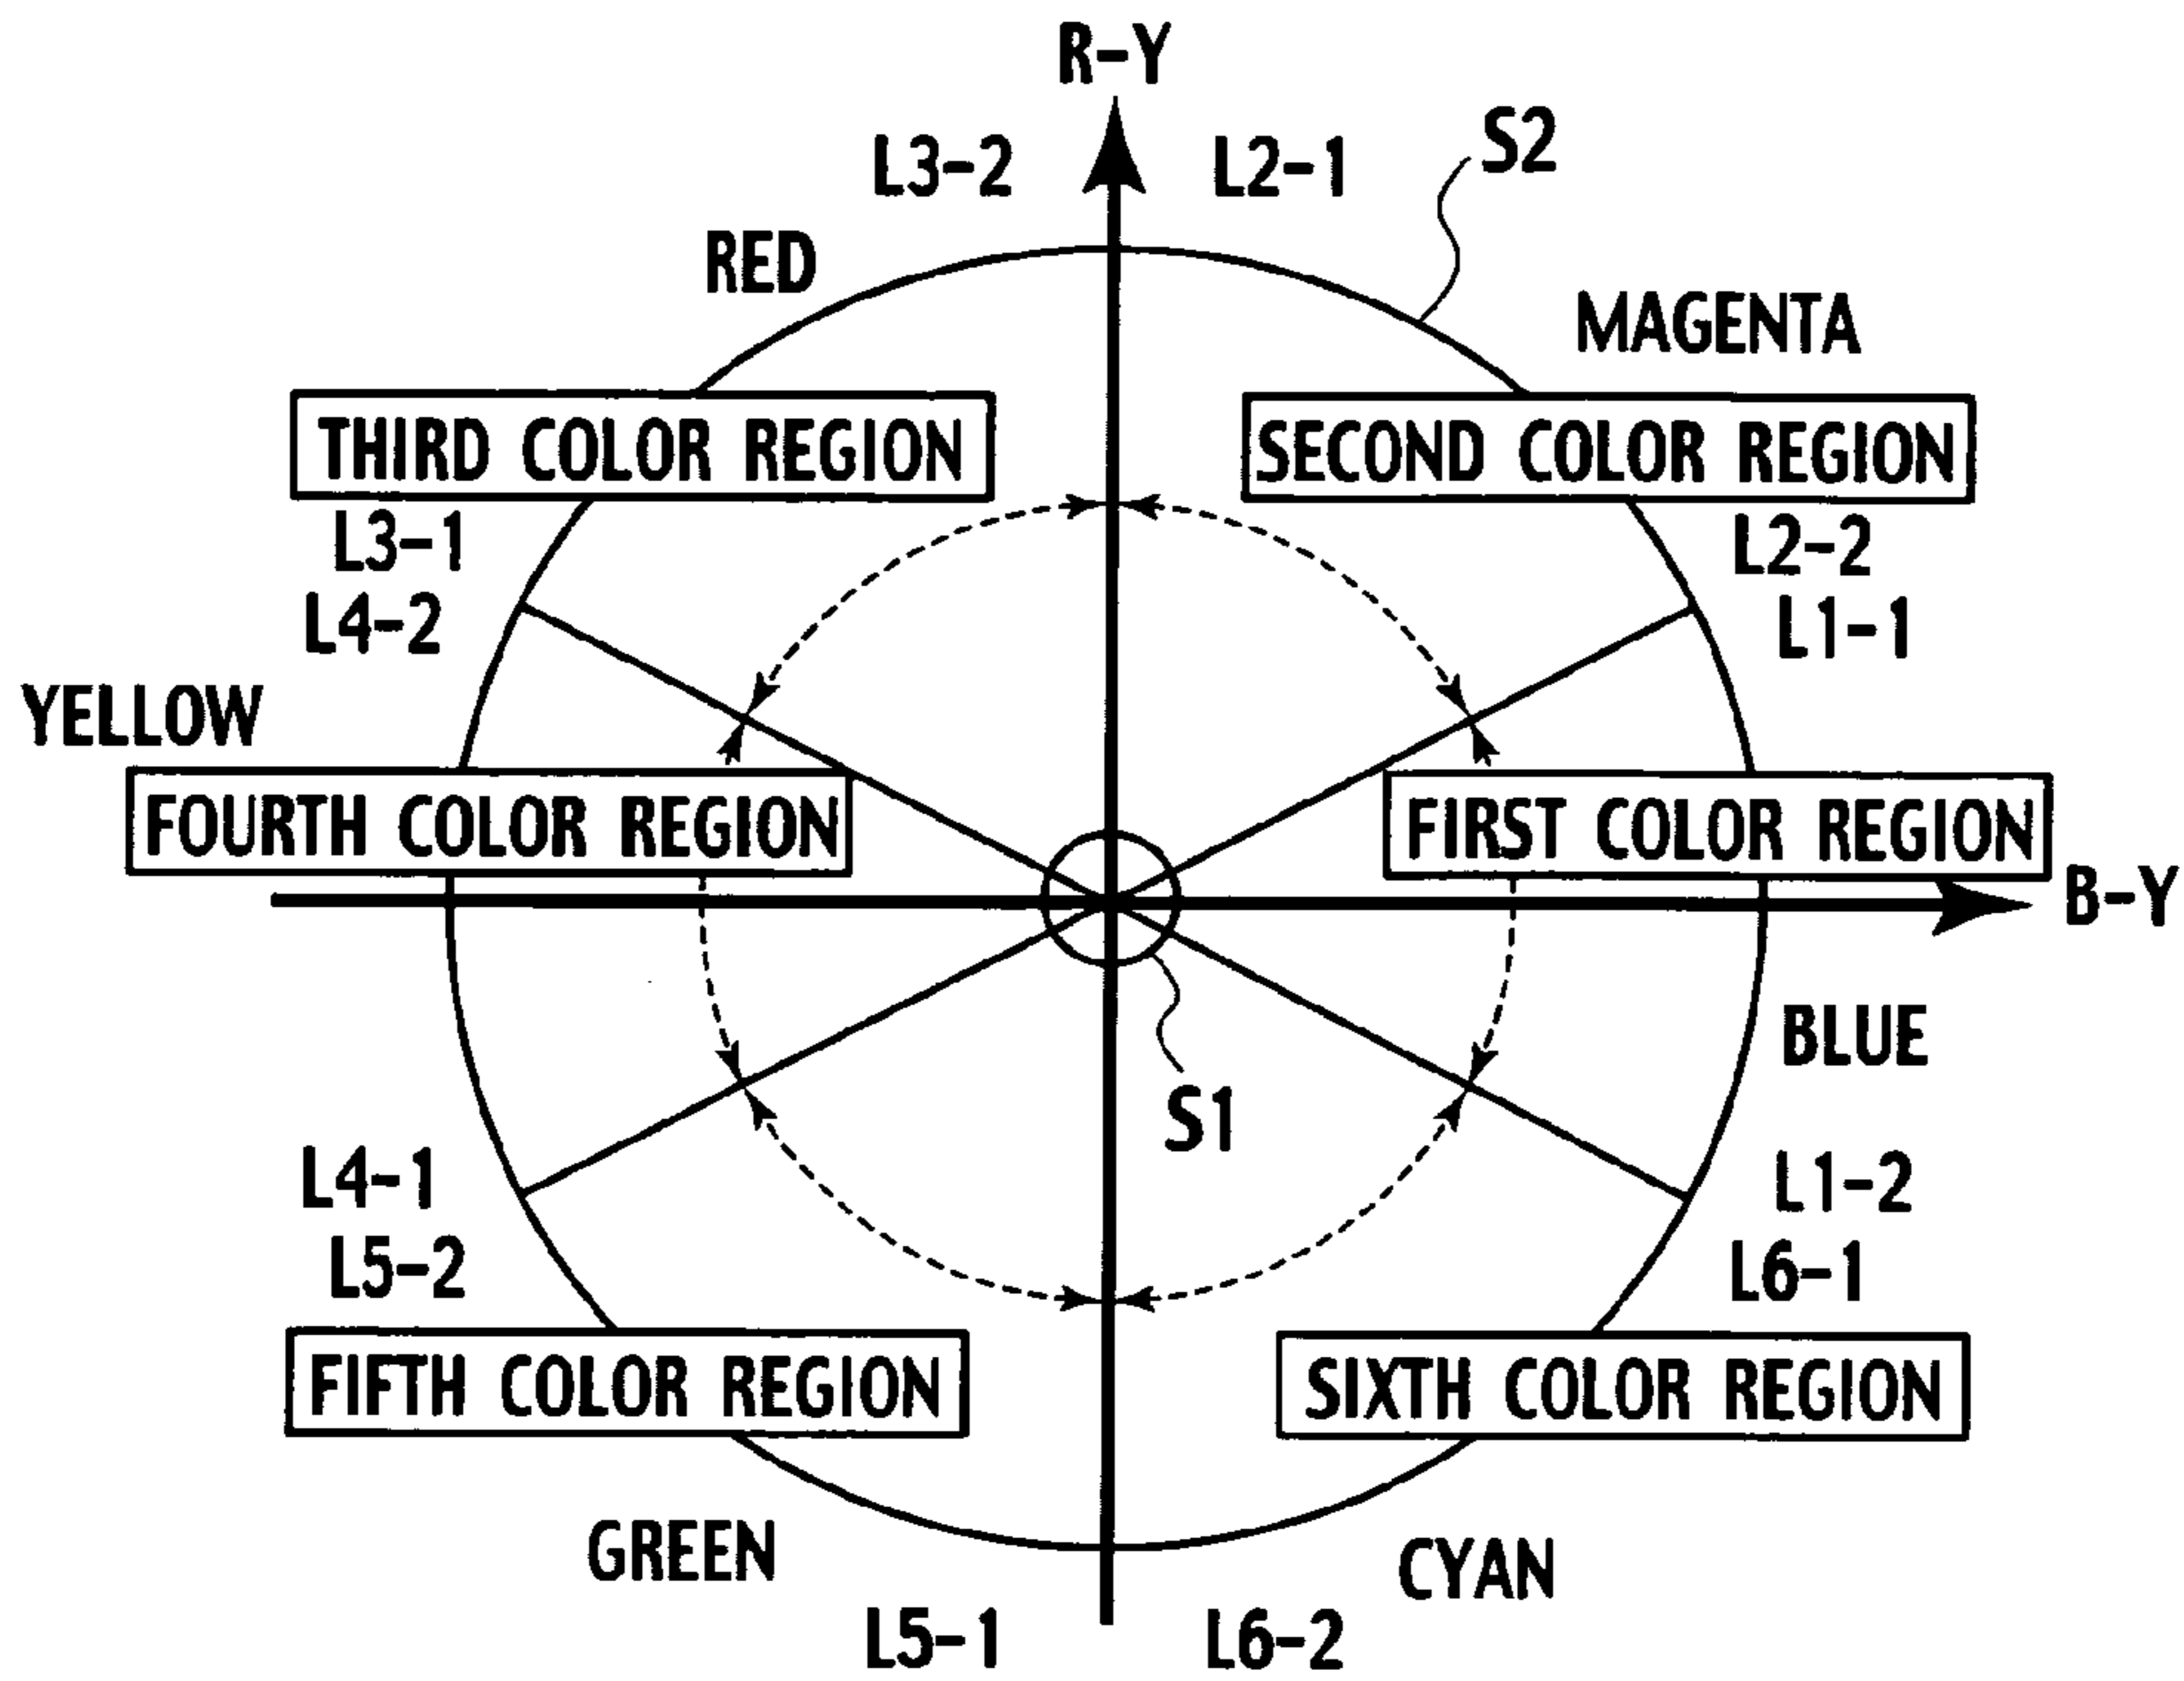 R-Y
S2
L3-2
L2-1
RED
MAGENTA
THIRD COLOR REGION
SECOND COLOR REGION
L3-1
L2-2
L4-2
L1-1
YELLOW
FOURTH COLOR REGION
FIRST COLOR REGION
B-Y
BLUE
S1
L4-1
L1-2
L5-2
L6-1
FIFTH COLOR REGION
SIXTH COLOR REGION
GREEN
CYAN
L5-1
L6-2